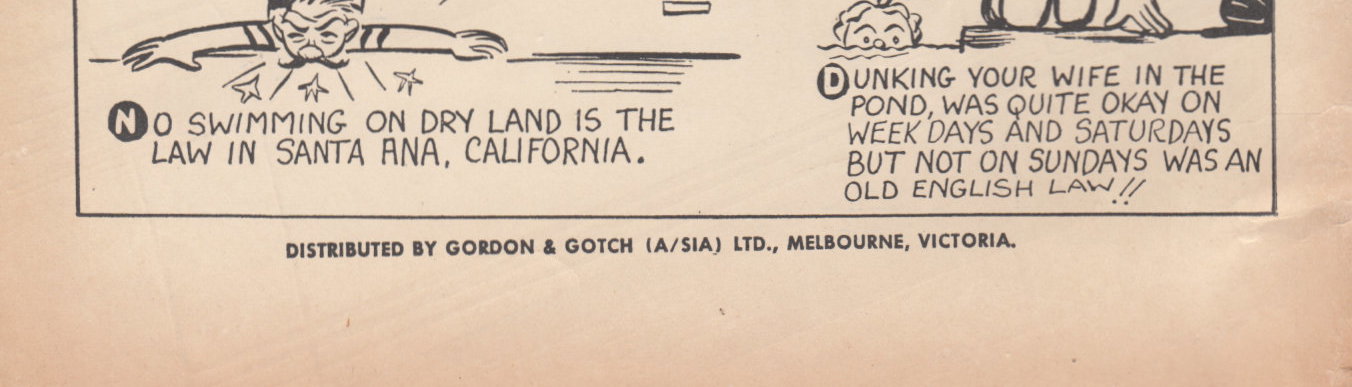 NO SWIMMING ON DRY LAND IS THE
LAW IN SANTA ANA, CALIFORNIA.
DUNKING YOUR WIFE IN THE
POND, WAS QUITE OKAY ON
WEEK DAYS AND SATURDAYS
BUT NOT ON SUNDAYS WAS AN
OLD ENGLISH LAW!!
DISTRIBUTED BY GORDON & GOTCH (A/SIA) LTD., MELBOURNE, VICTORIA.